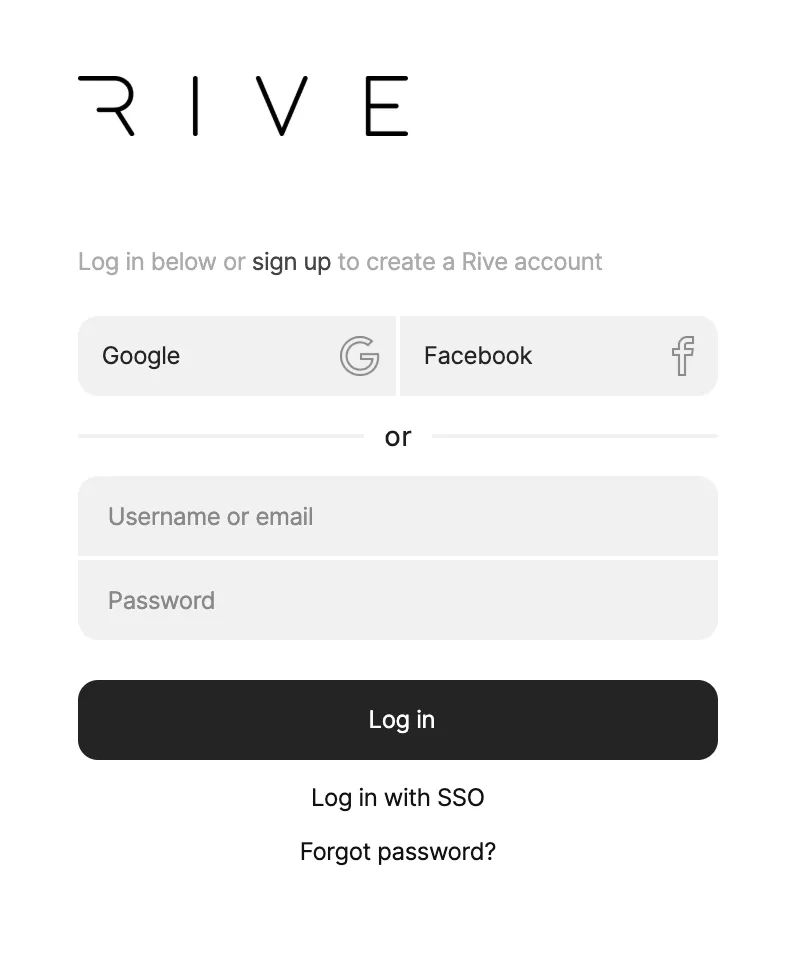 RIVE
Log in below or sign up to create a Rive account
Google
Facebook
or
Username or email
Password
Log in
Log in with SSO
Forgot password?